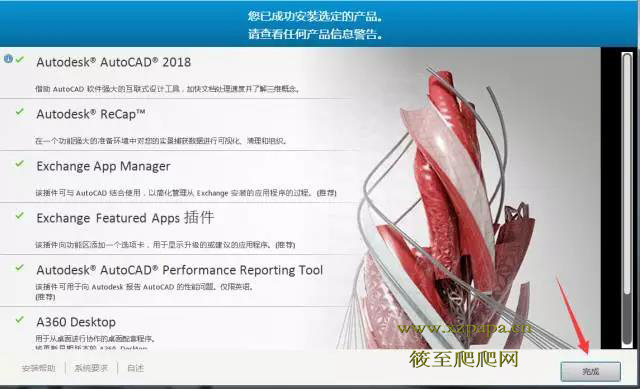 您已成功安装选定的产品。
请查看任何产品信息警告。
Autodesk® AutoCAD® 2018
借助 AutoCAD 软件强大的互联式设计工具，加快文档处理速度并了解三维概念。
Autodesk® ReCap™
在一个功能强大的准备环境中对您的实景捕获数据进行可视化、清理和组织。
Exchange App Manager
该插件可与 AutoCAD 结合使用，以简化管理从 Exchange 安装的应用程序的过程。(推荐)
Exchange Featured Apps 插件
该插件向功能区添加一个选项卡，用于显示升级的或建议的应用程序。(推荐)
Autodesk® AutoCAD® Performance Reporting Tool
该插件可用于向 Autodesk 报告 AutoCAD 的性能问题。仅限英语。
(推荐)
A360 Desktop
用于从桌面进行协作的桌面配套程序。
www.xzpapa.cn
筱至爬爬网
安装帮助 系统要求 自述
完成